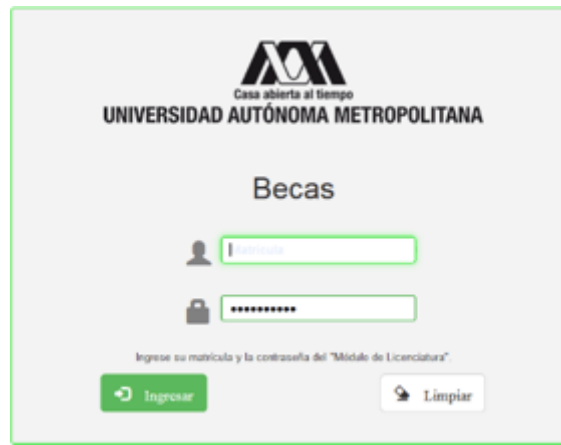 Casa abierta al tiempo
UNIVERSIDAD AUTÓNOMA METROPOLITANA
Becas
Matrícula
••••••••••
Ingrese su matrícula y la contraseña del "Módulo de Licenciatura".
Ingresar
Limpiar